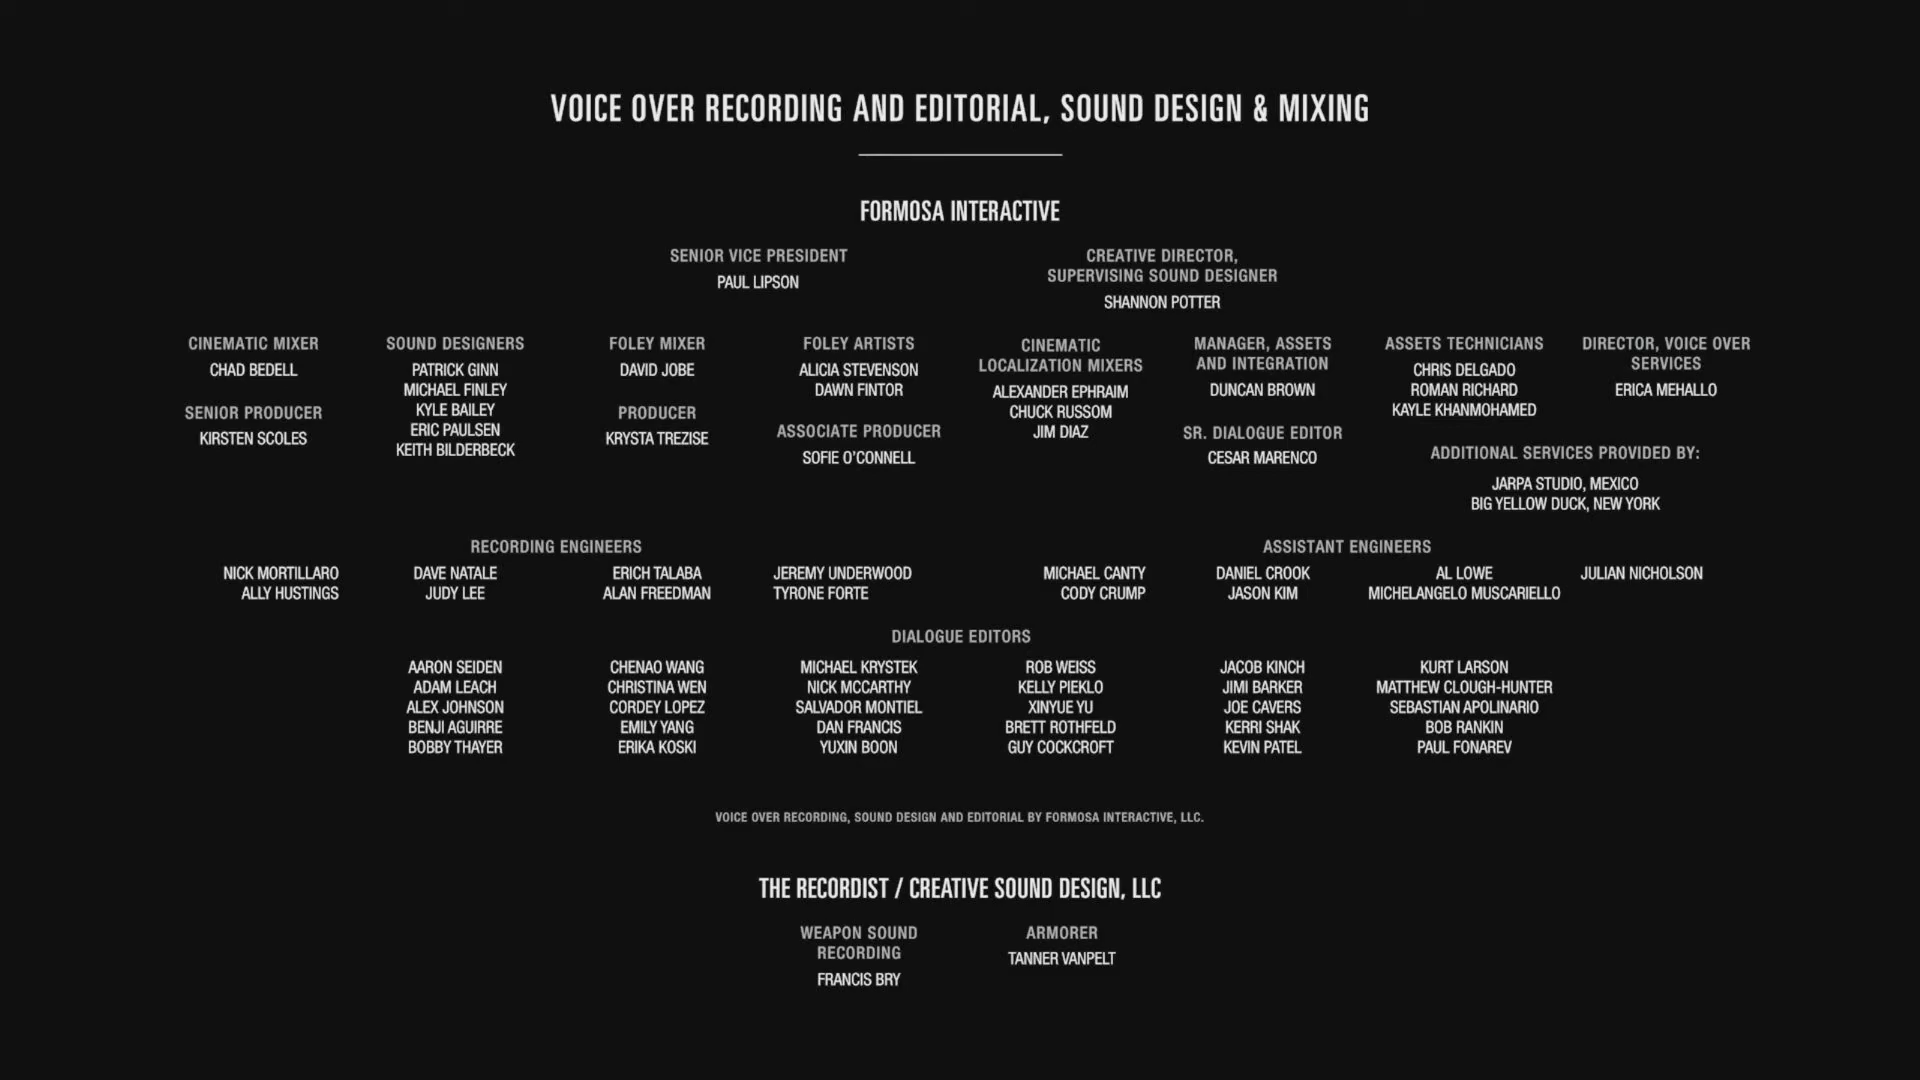 VOICE OVER RECORDING AND EDITORIAL, SOUND DESIGN & MIXING
FORMOSA INTERACTIVE
SENIOR VICE PRESIDENT
PAUL LIPSON
CREATIVE DIRECTOR,
SUPERVISING SOUND DESIGNER
SHANNON POTTER
CINEMATIC MIXER
CHAD BEDELL
SENIOR PRODUCER
KIRSTEN SCOLES
SOUND DESIGNERS
PATRICK GINN
MICHAEL FINLEY
KYLE BAILEY
ERIC PAULSEN
KEITH BILDERBECK
FOLEY MIXER
DAVID JOBE
PRODUCER
KRYSTA TREZISE
FOLEY ARTISTS
ALICIA STEVENSON
DAWN FINTOR
ASSOCIATE PRODUCER
SOFIE O'CONNELL
CINEMATIC
LOCALIZATION MIXERS
ALEXANDER EPHRAIM
CHUCK RUSSOM
JIM DIAZ
MANAGER, ASSETS
AND INTEGRATION
DUNCAN BROWN
SR. DIALOGUE EDITOR
CESAR MARENCO
ASSETS TECHNICIANS
CHRIS DELGADO
ROMAN RICHARD
KAYLE KHANMOHAMED
DIRECTOR, VOICE OVER
SERVICES
ERICA MEHALLO
ADDITIONAL SERVICES PROVIDED BY:
JARPA STUDIO, MEXICO
BIG YELLOW DUCK, NEW YORK
RECORDING ENGINEERS
NICK MORTILLARO
ALLY HUSTINGS
DAVE NATALE
JUDY LEE
ERICH TALABA
ALAN FREEDMAN
JEREMY UNDERWOOD
TYRONE FORTE
ASSISTANT ENGINEERS
MICHAEL CANTY
CODY CRUMP
DANIEL CROOK
JASON KIM
AL LOWE
MICHELANGELO MUSCARIELLO
JULIAN NICHOLSON
DIALOGUE EDITORS
AARON SEIDEN
ADAM LEACH
ALEX JOHNSON
BENJI AGUIRRE
BOBBY THAYER
CHENAO WANG
CHRISTINA WEN
CORDEY LOPEZ
EMILY YANG
ERIKA KOSKI
MICHAEL KRYSTEK
NICK MCCARTHY
SALVADOR MONTIEL
DAN FRANCIS
YUXIN BOON
ROB WEISS
KELLY PIEKLO
XINYUE YU
BRETT ROTHFELD
GUY COCKCROFT
JACOB KINCH
JIMI BARKER
JOE CAVERS
KERRI SHAK
KEVIN PATEL
KURT LARSON
MATTHEW CLOUGH-HUNTER
SEBASTIAN APOLINARIO
BOB RANKIN
PAUL FONAREV
VOICE OVER RECORDING, SOUND DESIGN AND EDITORIAL BY FORMOSA INTERACTIVE, LLC.
THE RECORDIST / CREATIVE SOUND DESIGN, LLC
WEAPON SOUND
RECORDING
FRANCIS BRY
ARMORER
TANNER VANPELT